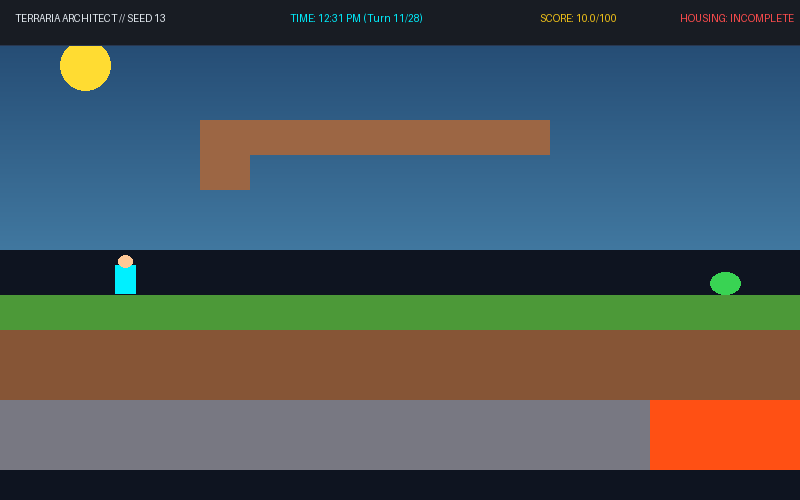 TERRARIA ARCHITECT // SEED 13
TIME: 12:31 PM (Turn 11/28)
SCORE: 10.0/100
HOUSING: INCOMPLETE